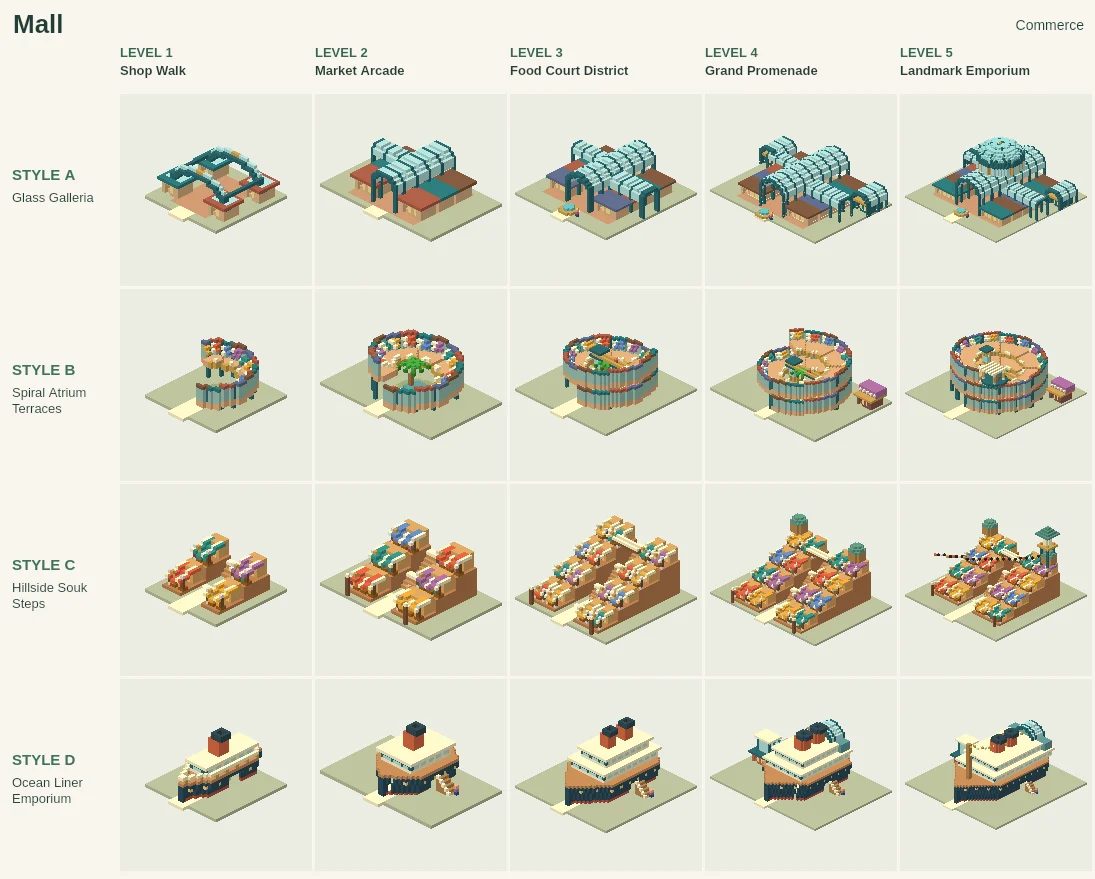 Mall
Commerce
LEVEL 1
Shop Walk
LEVEL 2
Market Arcade
LEVEL 3
Food Court District
LEVEL 4
Grand Promenade
LEVEL 5
Landmark Emporium
STYLE A
Glass Galleria
STYLE B
Spiral Atrium
Terraces
STYLE C
Hillside Souk
Steps
STYLE D
Ocean Liner
Emporium